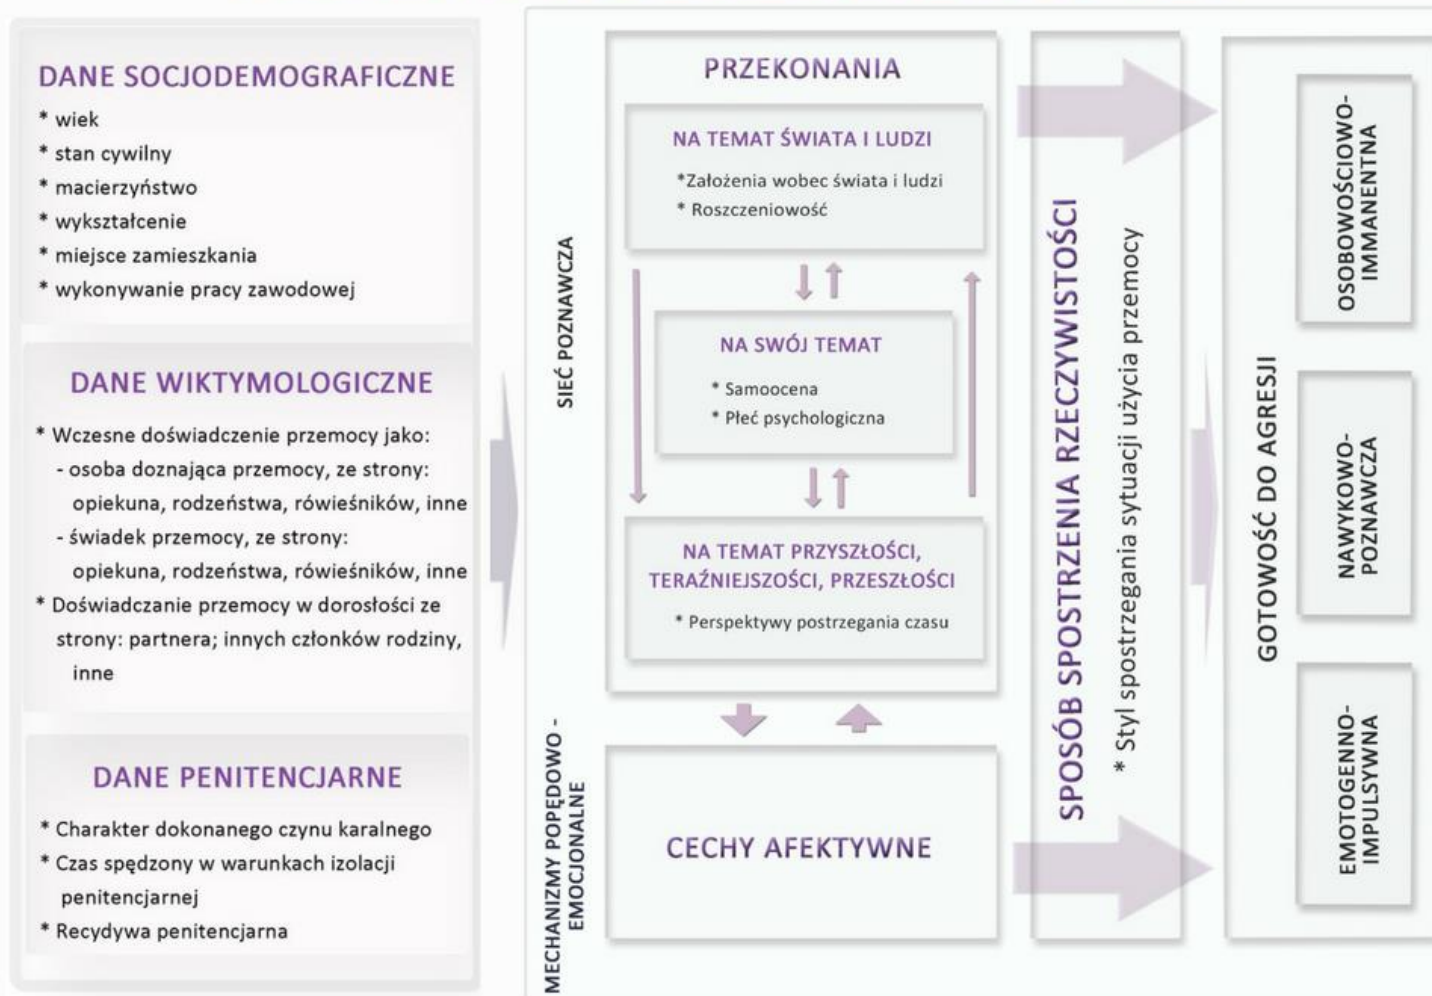 DANE SOCJODEMOGRAFICZNE
* wiek
* stan cywilny
* macierzyństwo
* wykształcenie
* miejsce zamieszkania
* wykonywanie pracy zawodowej
DANE WIKTYMOLOGICZNE
* Wczesne doświadczenie przemocy jako:
- osoba doznająca przemocy, ze strony:
opiekuna, rodzeństwa, rówieśników, inne
- świadek przemocy, ze strony:
opiekuna, rodzeństwa, rówieśników, inne
* Doświadczanie przemocy w dorosłości ze
strony: partnera; innych członków rodziny,
inne
DANE PENITENCJARNE
* Charakter dokonanego czynu karalnego
* Czas spędzony w warunkach izolacji
penitencjarnej
* Recydywa penitencjarna
SIEĆ POZNAWCZA
MECHANIZMY POPĘDOWO -
EMOCJONALNE
PRZEKONANIA
NA TEMAT ŚWIATA I LUDZI
*Założenia wobec świata i ludzi
* Roszczeniowość
NA SWÓJ TEMAT
* Samoocena
* Płeć psychologiczna
NA TEMAT PRZYSZŁOŚCI,
TERAŹNIEJSZOŚCI, PRZESZŁOŚCI
* Perspektywy postrzegania czasu
CECHY AFEKTYWNE
SPOSÓB SPOSTRZENIA RZECZYWISTOŚCI
* Styl spostrzegania sytuacji użycia przemocy
GOTOWOŚĆ DO AGRESJI
OSOBOWOŚCIOWO-
IMMANENTNA
NAWYKOWO-
POZNAWCZA
EMOTOGENNO-
IMPULSYWNA